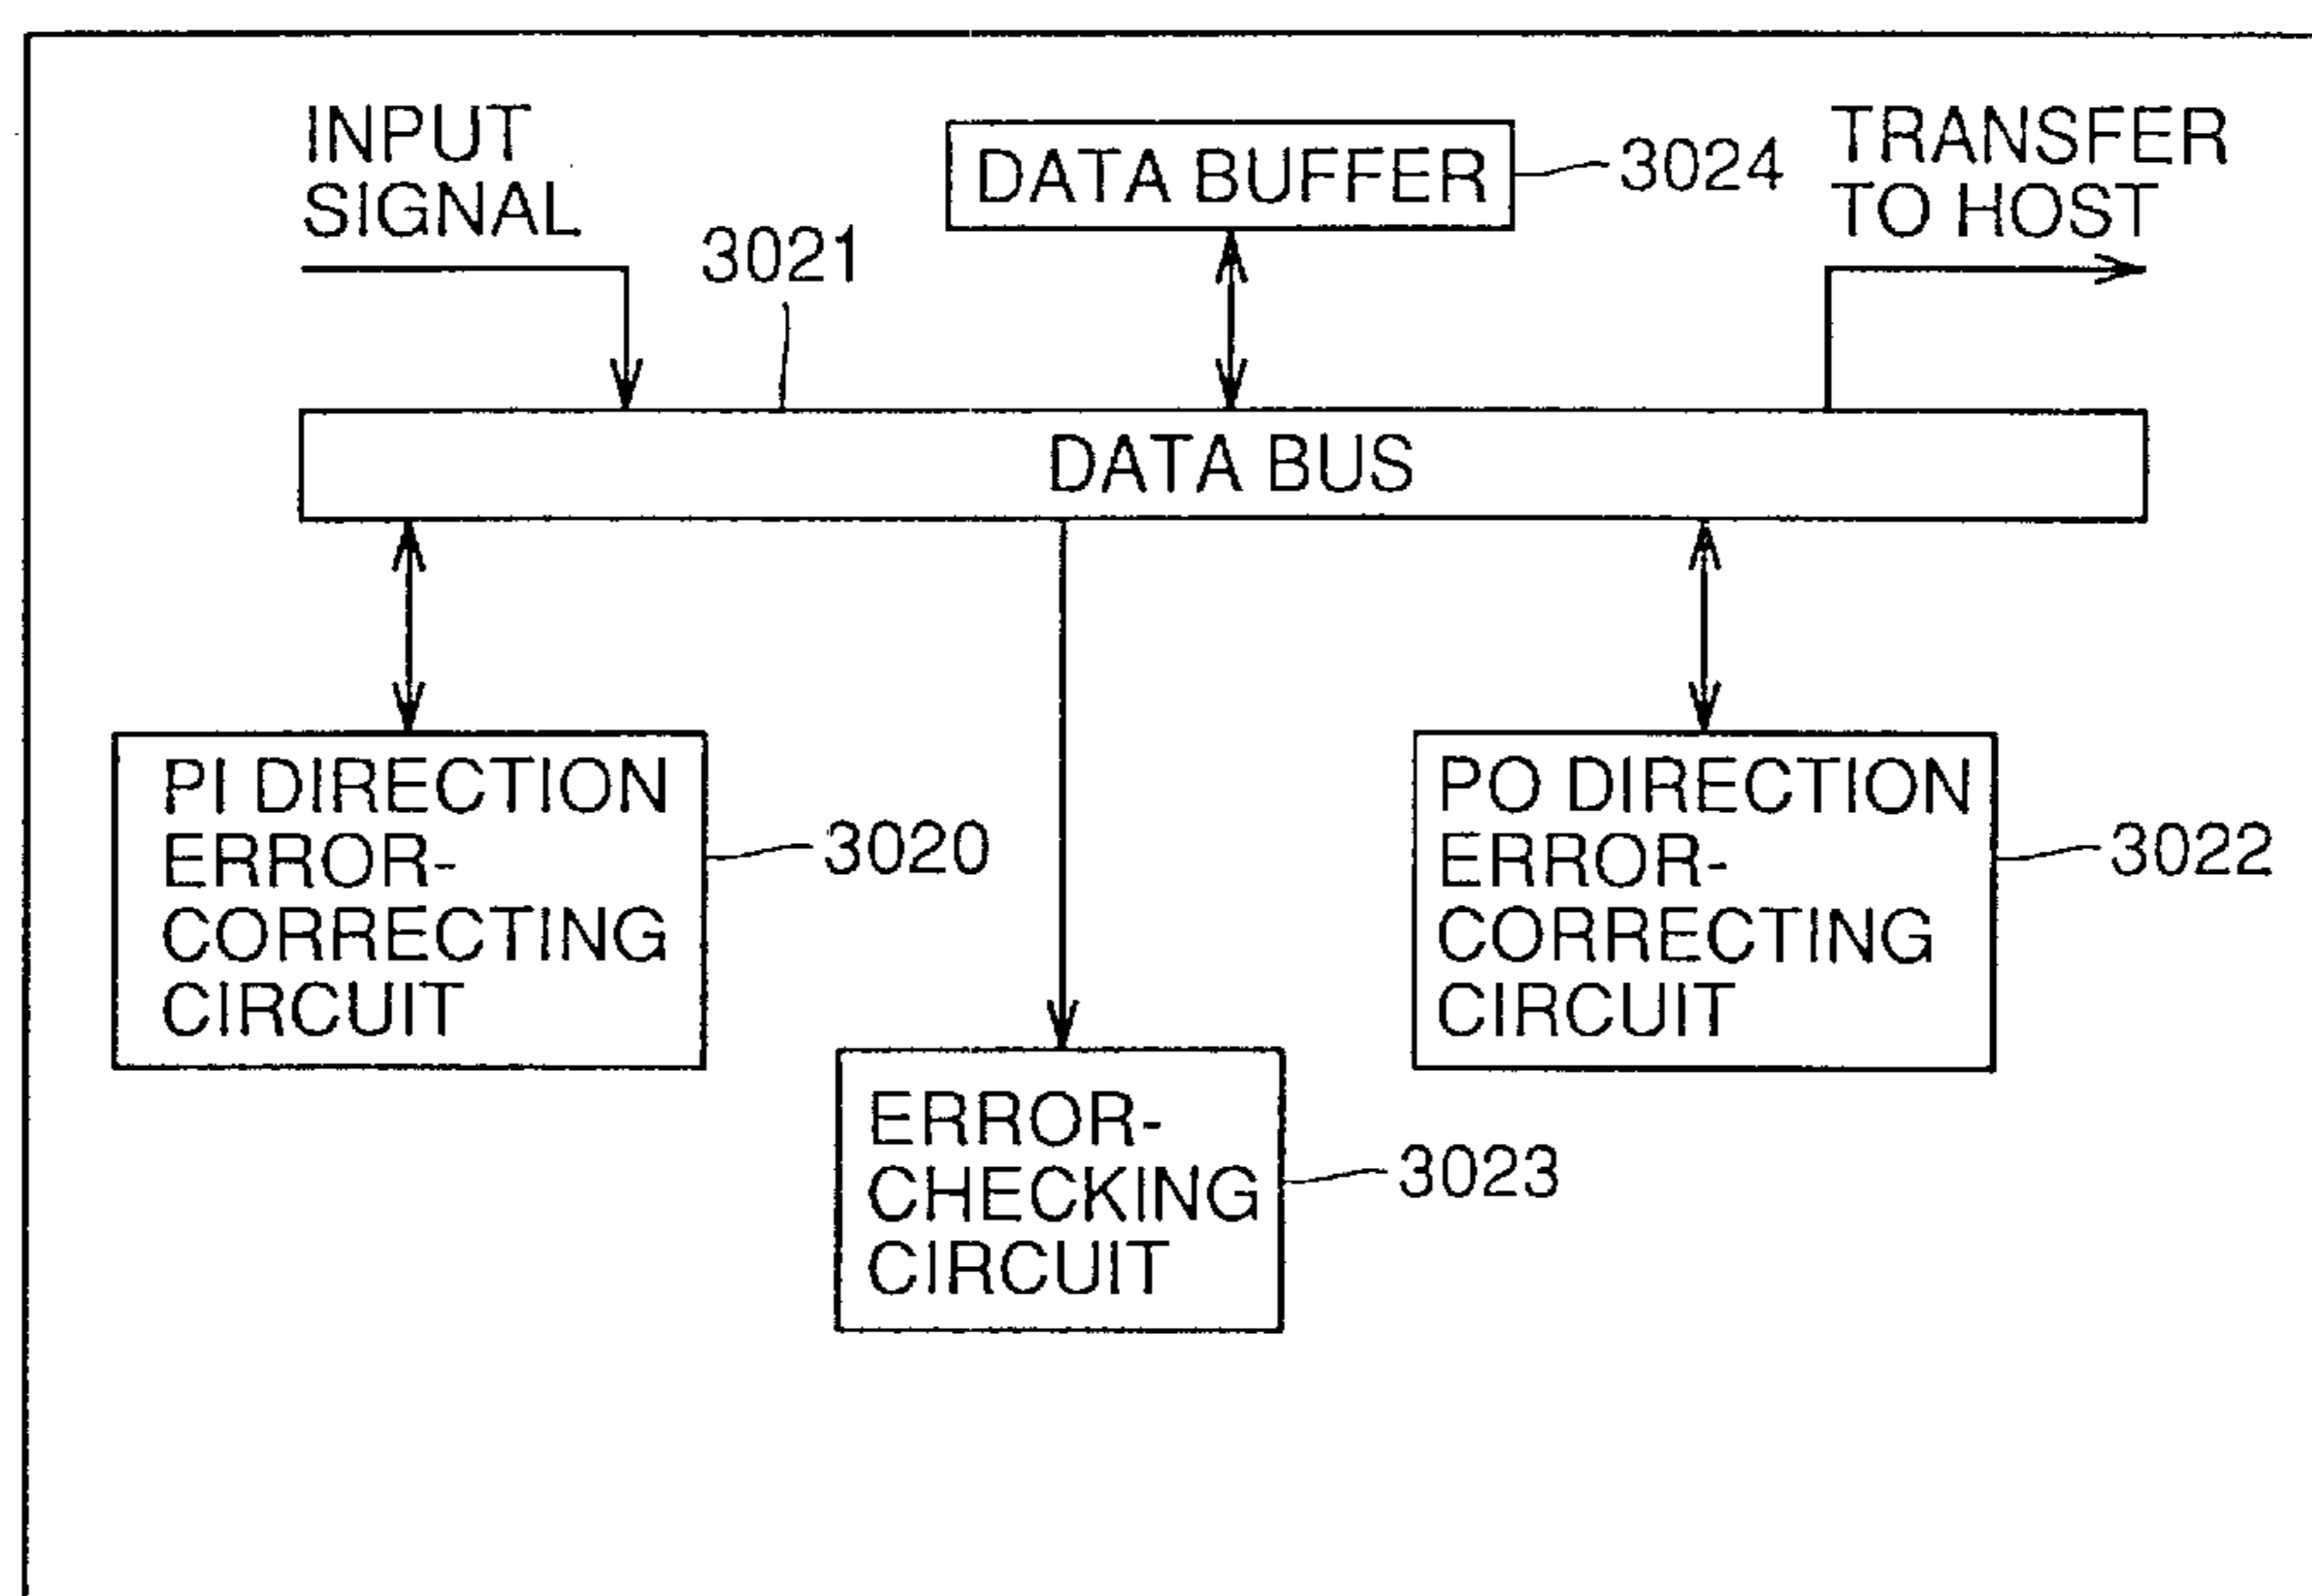 INPUT
SIGNAL
3021
DATA BUFFER
3024
TRANSFER
TO HOST
DATA BUS
PI DIRECTION
ERROR-
CORRECTING
CIRCUIT
3020
ERROR-
CHECKING
CIRCUIT
3023
PO DIRECTION
ERROR-
CORRECTING
CIRCUIT
3022